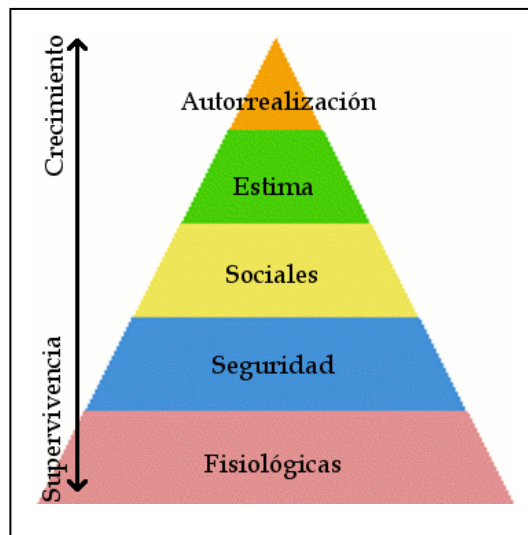 Crecimiento
Autorrealización
Estima
Sociales
Seguridad
Supervivencia
Fisiológicas